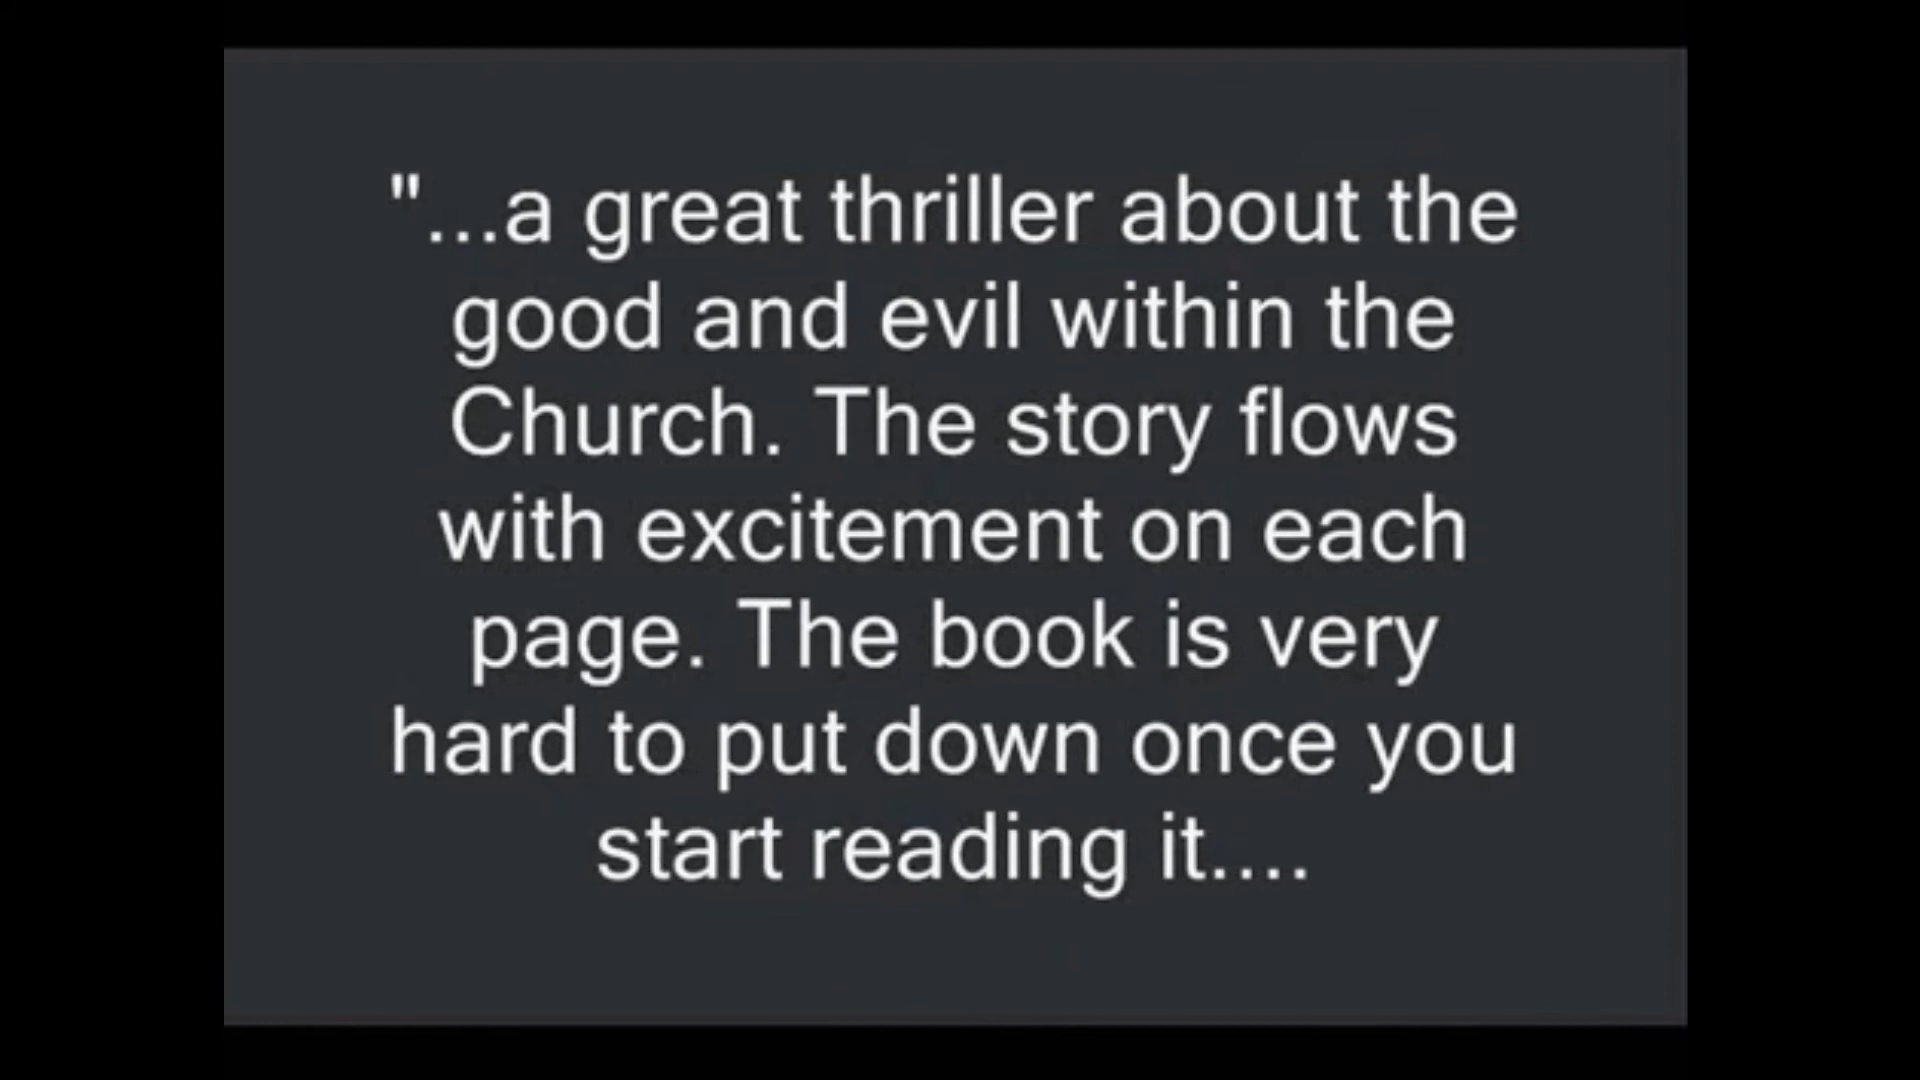 "...a great thriller about the
good and evil within the
Church. The story flows
with excitement on each
page. The book is very
hard to put down once you
start reading it....